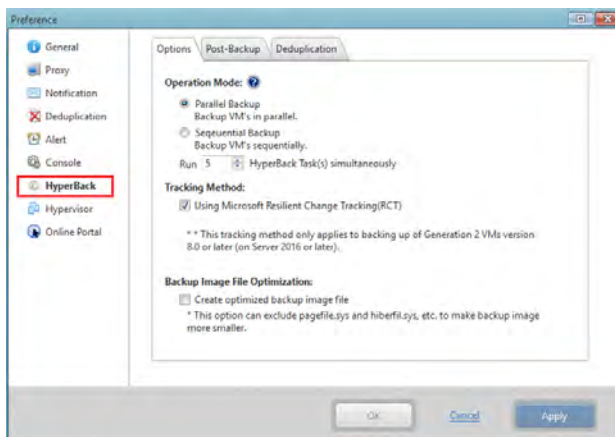 Preference
General
Proxy
Notification
Deduplication
Alert
Console
HyperBack
Hypervisor
Online Portal
Options Post-Backup Deduplication
Operation Mode:
Parallel Backup
Backup VM's in parallel.
Seqeuential Backup
Backup VM's sequentially.
Run 5 HyperBack Task(s) simultaneously
Tracking Method:
Using Microsoft Resilient Change Tracking(RCT)
* * This tracking method only applies to backing up of Generation 2 VMs version
8.0 or later (on Server 2016 or later).
Backup Image File Optimization:
Create optimized backup image file
* This option can exclude pagefile.sys and hiberfil.sys, etc. to make backup image
more smaller.
OK Cancel Apply